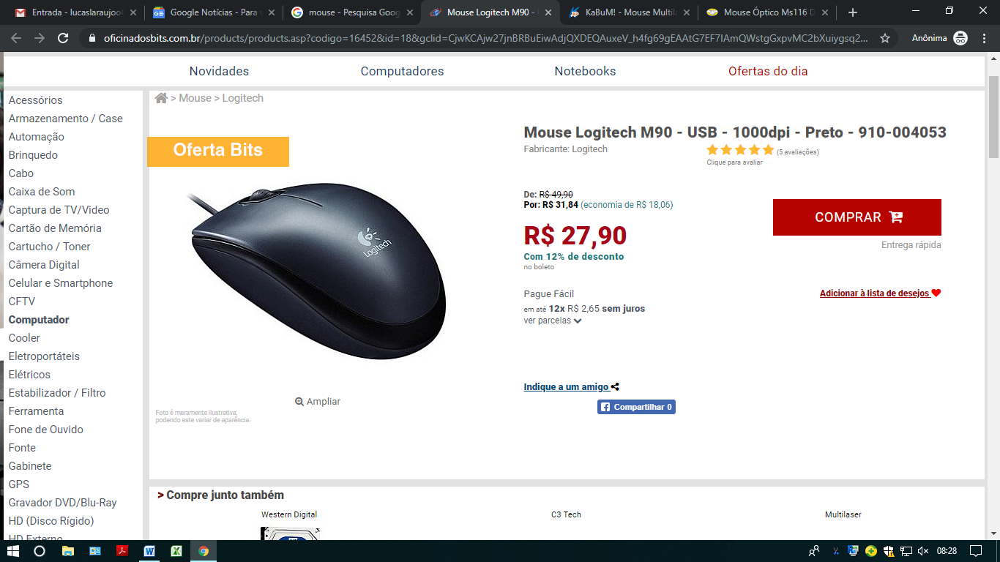 Entrada - lucaslaraujo0
Google Notícias - Para v
mouse - Pesquisa Goog
Mouse Logitech M90 -
KaBuM! - Mouse Multila
Mouse Óptico Ms116 D
oficinadosbits.com.br/products/products.asp?codigo=16452&id=18&gclid=CjwKCAjw27jnBRBuEiwAdjQXDEQAuxeV_h4fg69gEAAtG7EF7IAmQWstgGxpvMC2bXuiygsq2...
Anônima
Novidades
Computadores
Notebooks
Ofertas do dia
Acessórios
Armazenamento / Case
Automação
Brinquedo
Cabo
Caixa de Som
Captura de TV/Video
Cartão de Memória
Cartucho / Toner
Câmera Digital
Celular e Smartphone
CFTV
Computador
Cooler
Eletroportáteis
Elétricos
Estabilizador / Filtro
Ferramenta
Fone de Ouvido
Fonte
Gabinete
GPS
Gravador DVD/Blu-Ray
HD (Disco Rígido)
HD Externo
> Mouse > Logitech
Oferta Bits
Logitech
Ampliar
Foto é meramente ilustrativa,
podendo este variar de aparência.
Mouse Logitech M90 - USB - 1000dpi - Preto - 910-004053
Fabricante: Logitech
(5 avaliações)
Clique para avaliar
De: R$ 49,90
Por: R$ 31,84 (economia de R$ 18,06)
R$ 27,90
Com 12% de desconto
no boleto
COMPRAR
Entrega rápida
Pague Fácil
em até 12x R$ 2,65 sem juros
ver parcelas
Adicionar à lista de desejos
Indique a um amigo
Compartilhar 0
> Compre junto também
Western Digital
C3 Tech
Multilaser
08:28